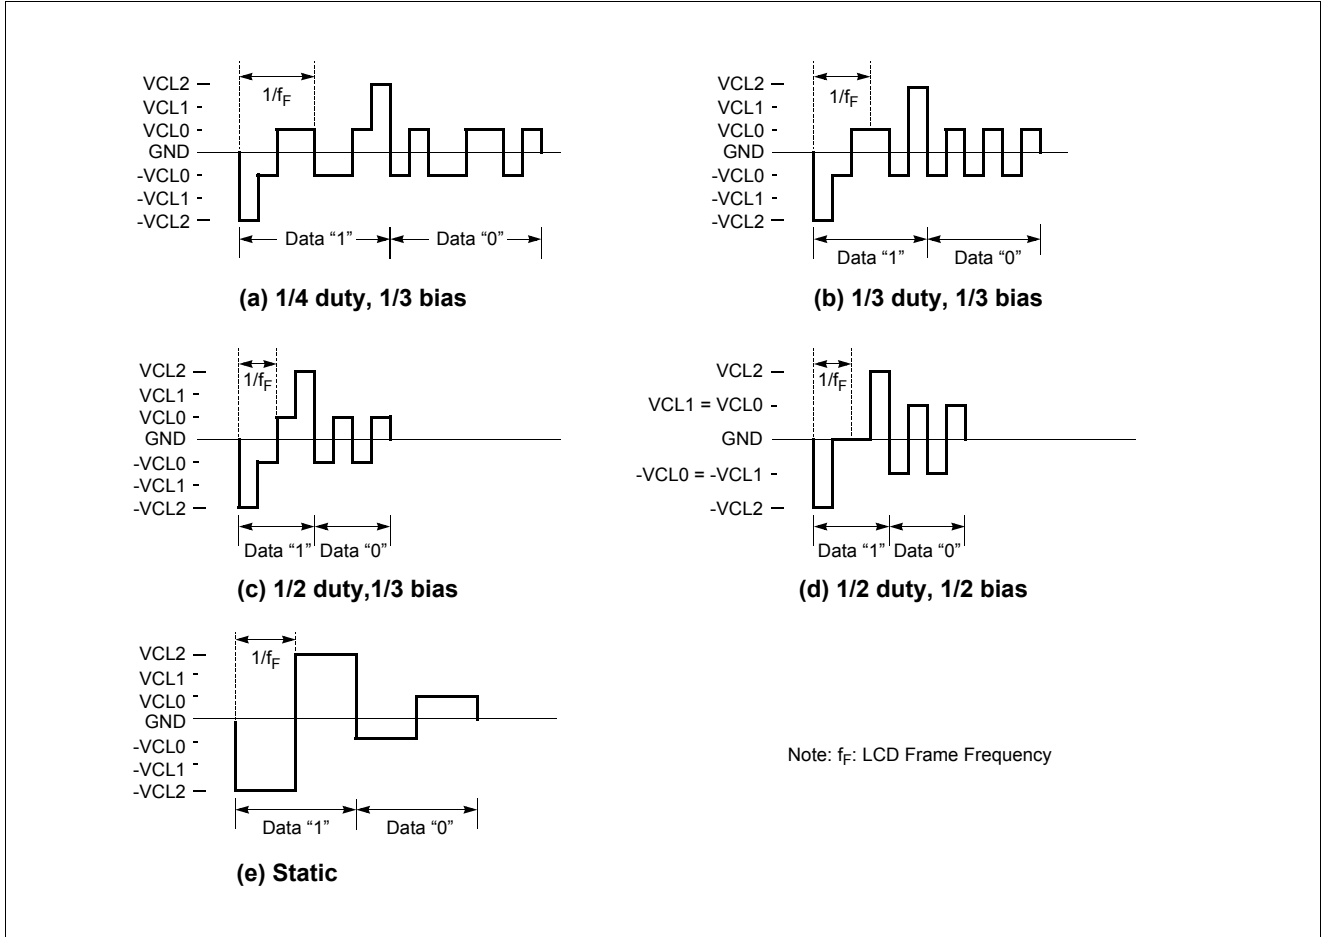 VCL2
VCL1
VCL0
GND
-VCL0
-VCL1
-VCL2
1/fF
Data “1”
Data “0”
(a) 1/4 duty, 1/3 bias
VCL2
VCL1
VCL0
GND
-VCL0
-VCL1
-VCL2
1/fF
Data “1”
Data “0”
(b) 1/3 duty, 1/3 bias
VCL2
VCL1
VCL0
GND
-VCL0
-VCL1
-VCL2
1/fF
Data “1”
Data “0”
(c) 1/2 duty,1/3 bias
VCL2
VCL1 = VCL0
GND
-VCL0 = -VCL1
-VCL2
1/fF
Data “1”
Data “0”
(d) 1/2 duty, 1/2 bias
VCL2
VCL1
VCL0
GND
-VCL0
-VCL1
-VCL2
1/fF
Data “1”
Data “0”
(e) Static
Note: fF: LCD Frame Frequency